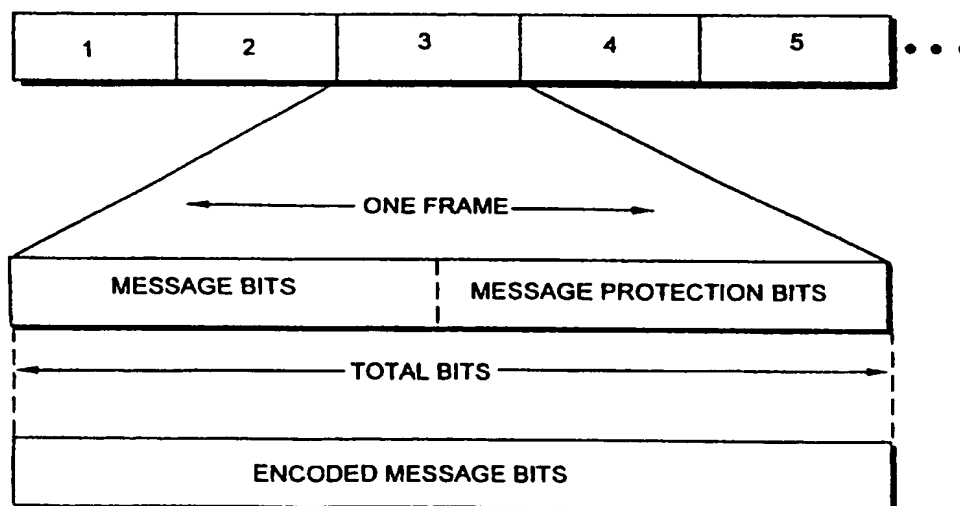 1 2 3 4 5 • • •
ONE FRAME
MESSAGE BITS MESSAGE PROTECTION BITS
TOTAL BITS
ENCODED MESSAGE BITS